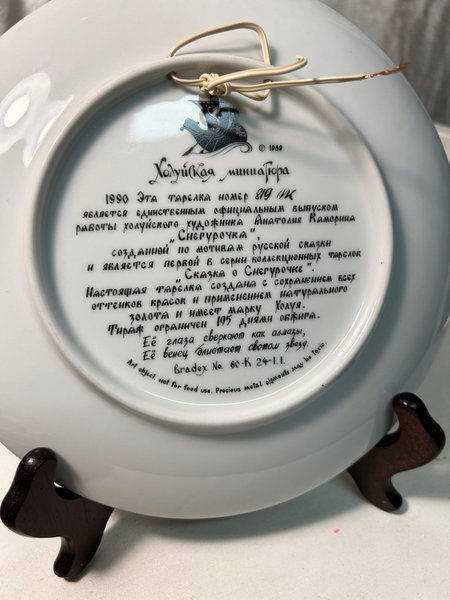 © 1989
Холуйская миниатюра
1990 Эта тарелка номер
является единственным официальным выпуском
работы холуйского художника Анатолия Каморина
"Снегурочка",
созданной по мотивам русской сказки
и является первой в серии коллекционных тарелок
"Сказка о Снегурочке".
Настоящая тарелка создана с сохранением всех
оттенков красок и применением натурального
золота и имеет марку Холуя.
Тираж ограничен 195 днями обжига.
Её глаза сверкают как алмазы,
Её венец блистает светом звезд.
Bradex No. 60-K 24-1.1.
Art object, not for food use. Precious metal pigments may be toxic.